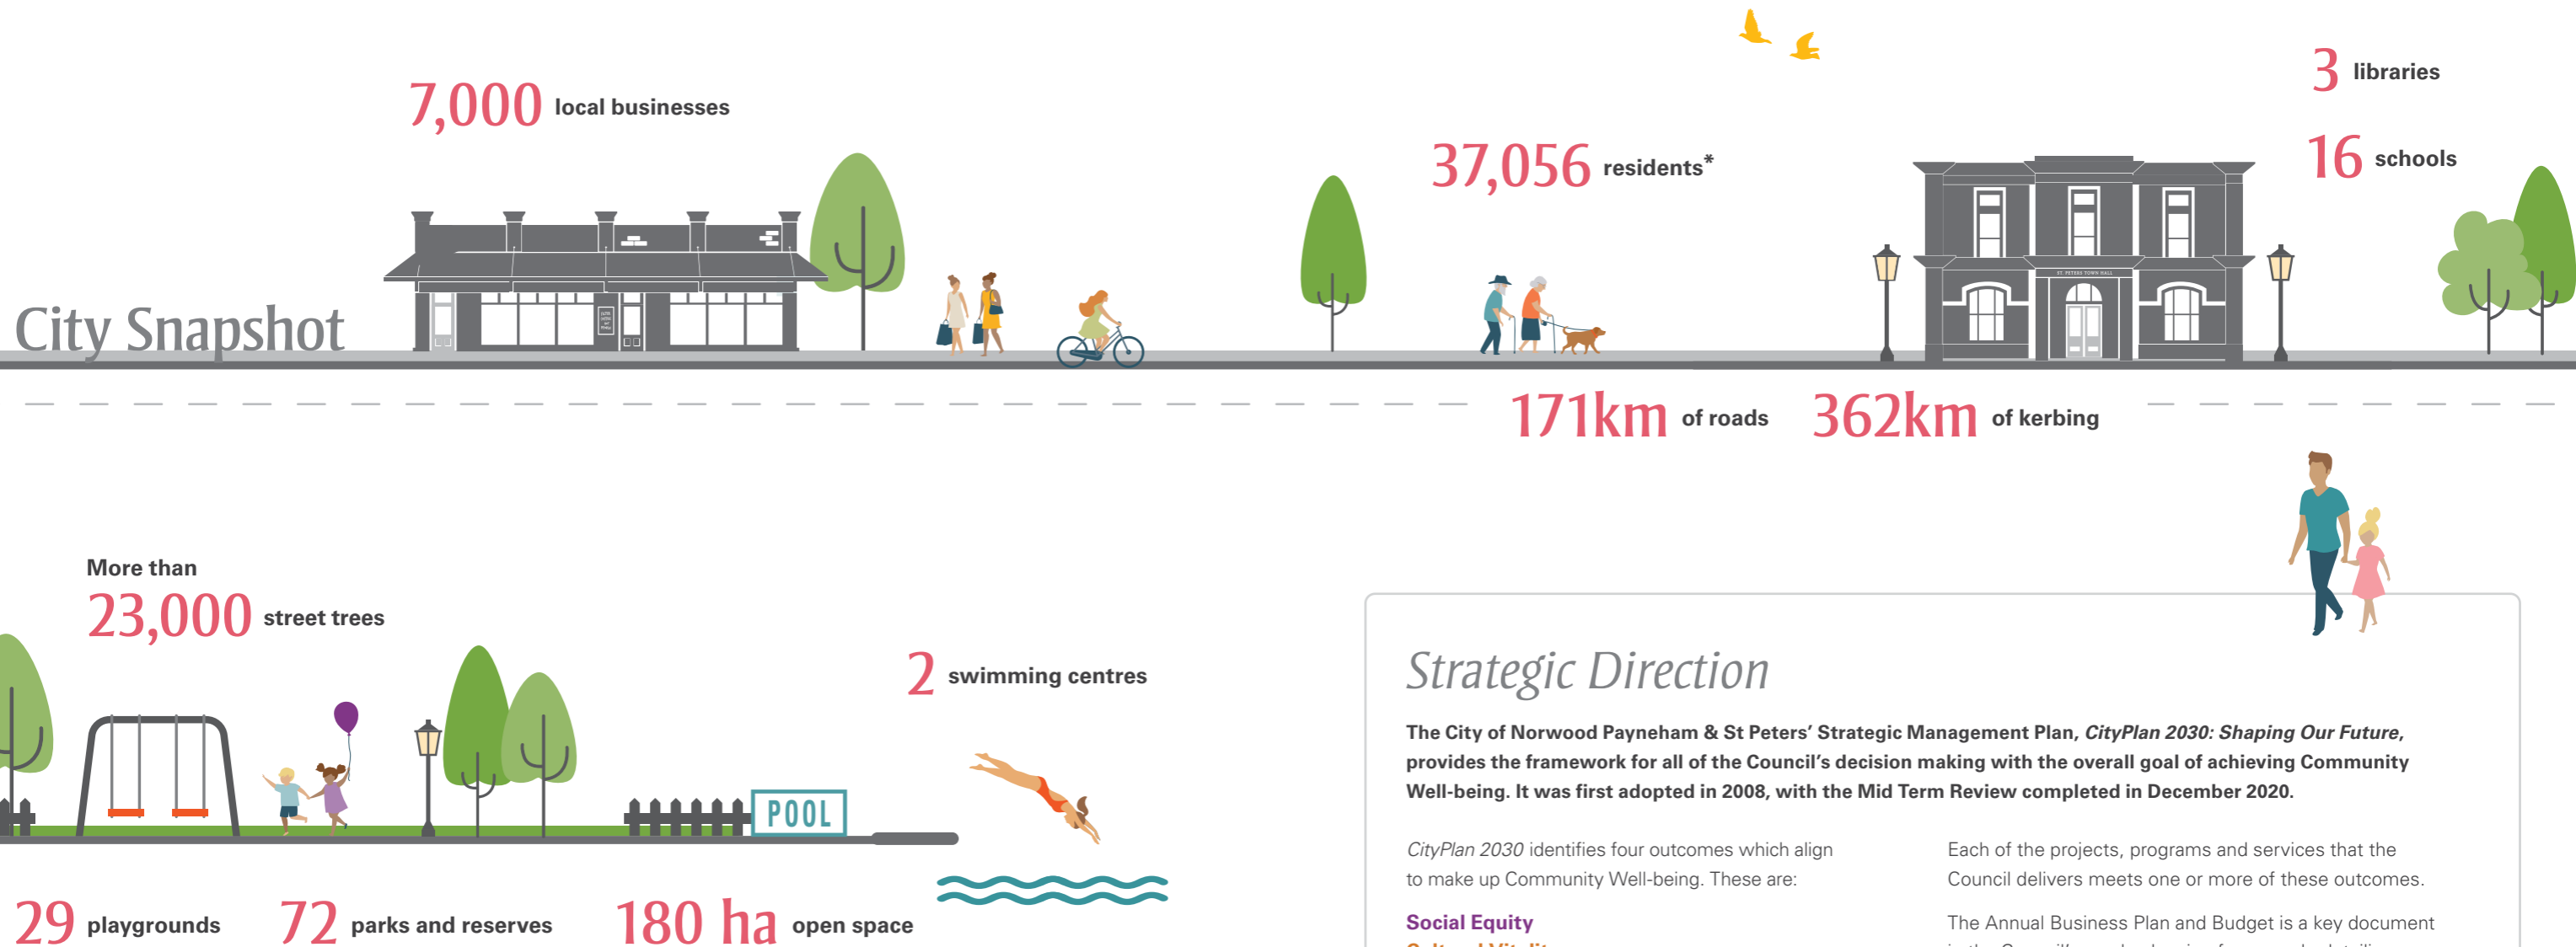 7,000 local businesses
37,056 residents*
3 libraries
16 schools
ST. PETERS TOWN HALL
City Snapshot
171km of roads
362km of kerbing
More than
23,000 street trees
2 swimming centres
POOL
29 playgrounds
72 parks and reserves
180 ha open space
Strategic Direction
The City of Norwood Payneham & St Peters' Strategic Management Plan, CityPlan 2030: Shaping Our Future,
provides the framework for all of the Council's decision making with the overall goal of achieving Community
Well-being. It was first adopted in 2008, with the Mid Term Review completed in December 2020.
CityPlan 2030 identifies four outcomes which align
to make up Community Well-being. These are:
Social Equity
Cultural Vitality
Each of the projects, programs and services that the
Council delivers meets one or more of these outcomes.
The Annual Business Plan and Budget is a key document